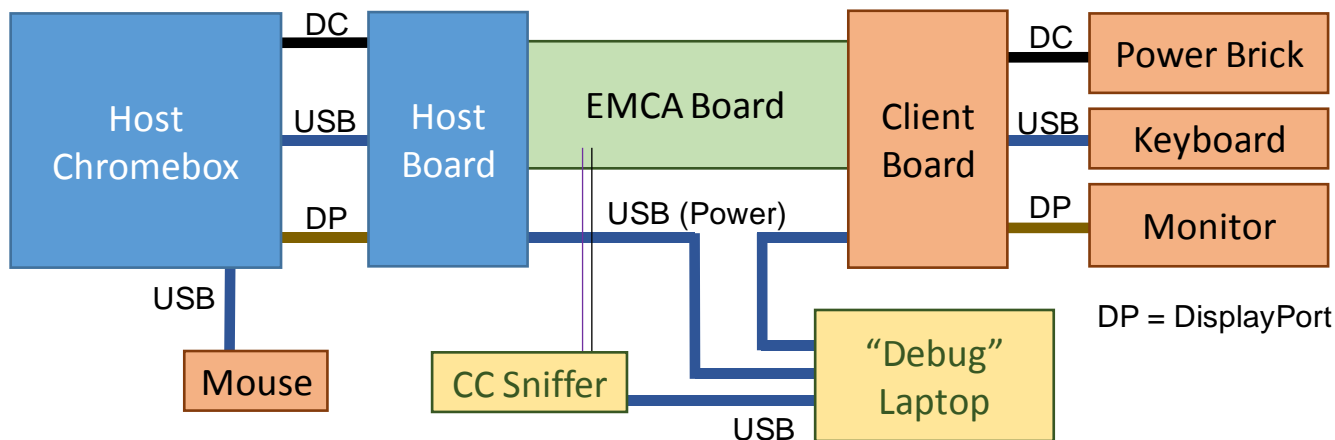 DC
DC
Power Brick
Host
Chromebox
USB
Host
Board
EMCA Board
Client
Board
USB
Keyboard
DP
USB (Power)
DP
Monitor
USB
DP = DisplayPort
Mouse
CC Sniffer
“Debug”
Laptop
USB